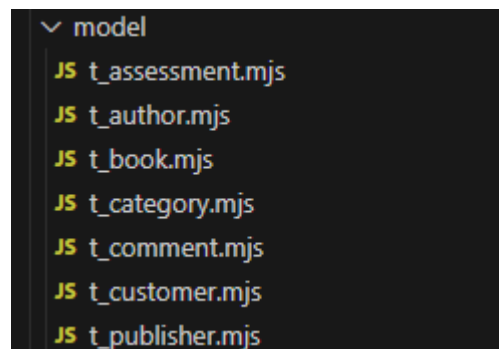 model
JS t_assessment.mjs
JS t_author.mjs
JS t_book.mjs
JS t_category.mjs
JS t_comment.mjs
JS t_customer.mjs
JS t_publisher.mjs